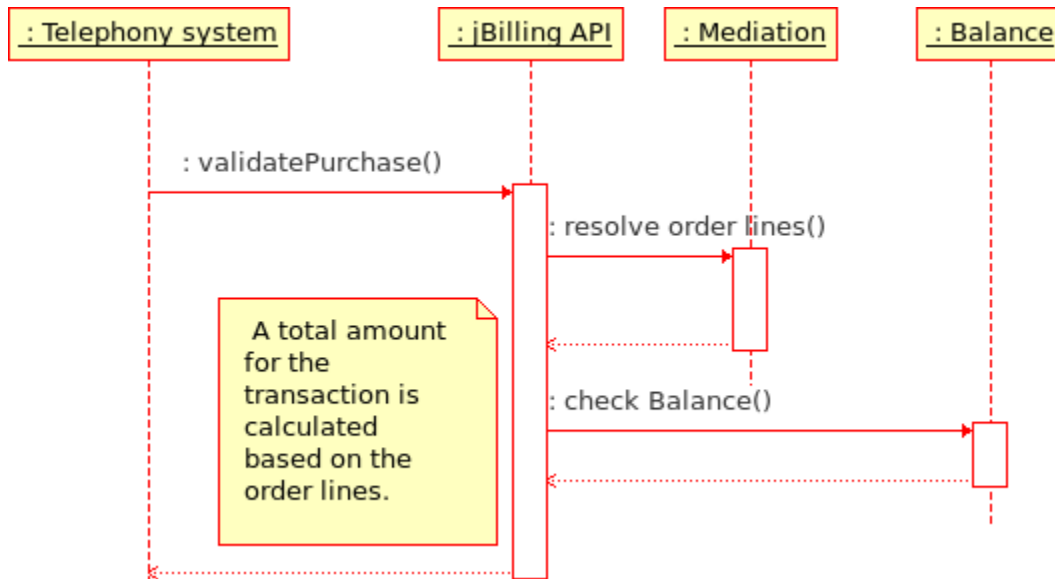 : Telephony system
: jBilling API
: Mediation
: Balance
: validatePurchase()
: resolve order lines()
A total amount
for the
transaction is
calculated
based on the
order lines.
: check Balance()